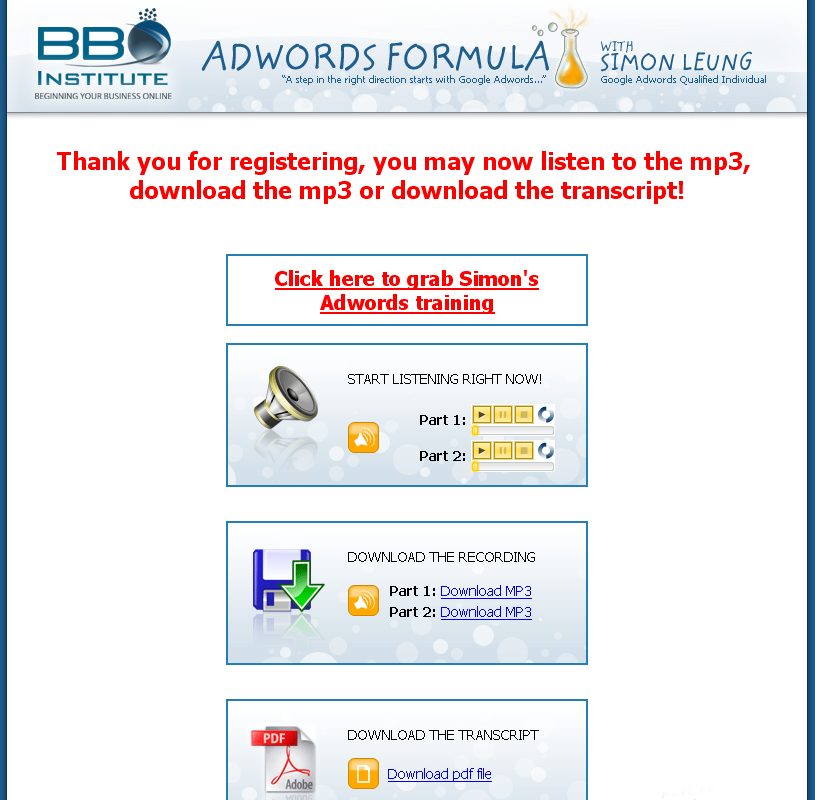 BBO
INSTITUTE
BEGINNING YOUR BUSINESS ONLINE
ADWORDS FORMULA
"A step in the right direction starts with Google Adwords..."
WITH
SIMON LEUNG
Google Adwords Qualified Individual
Thank you for registering, you may now listen to the mp3,
download the mp3 or download the transcript!
Click here to grab Simon's
Adwords training
START LISTENING RIGHT NOW!
Part 1:
Part 2:
DOWNLOAD THE RECORDING
Part 1: Download MP3
Part 2: Download MP3
DOWNLOAD THE TRANSCRIPT
PDF
Adobe
Download pdf file